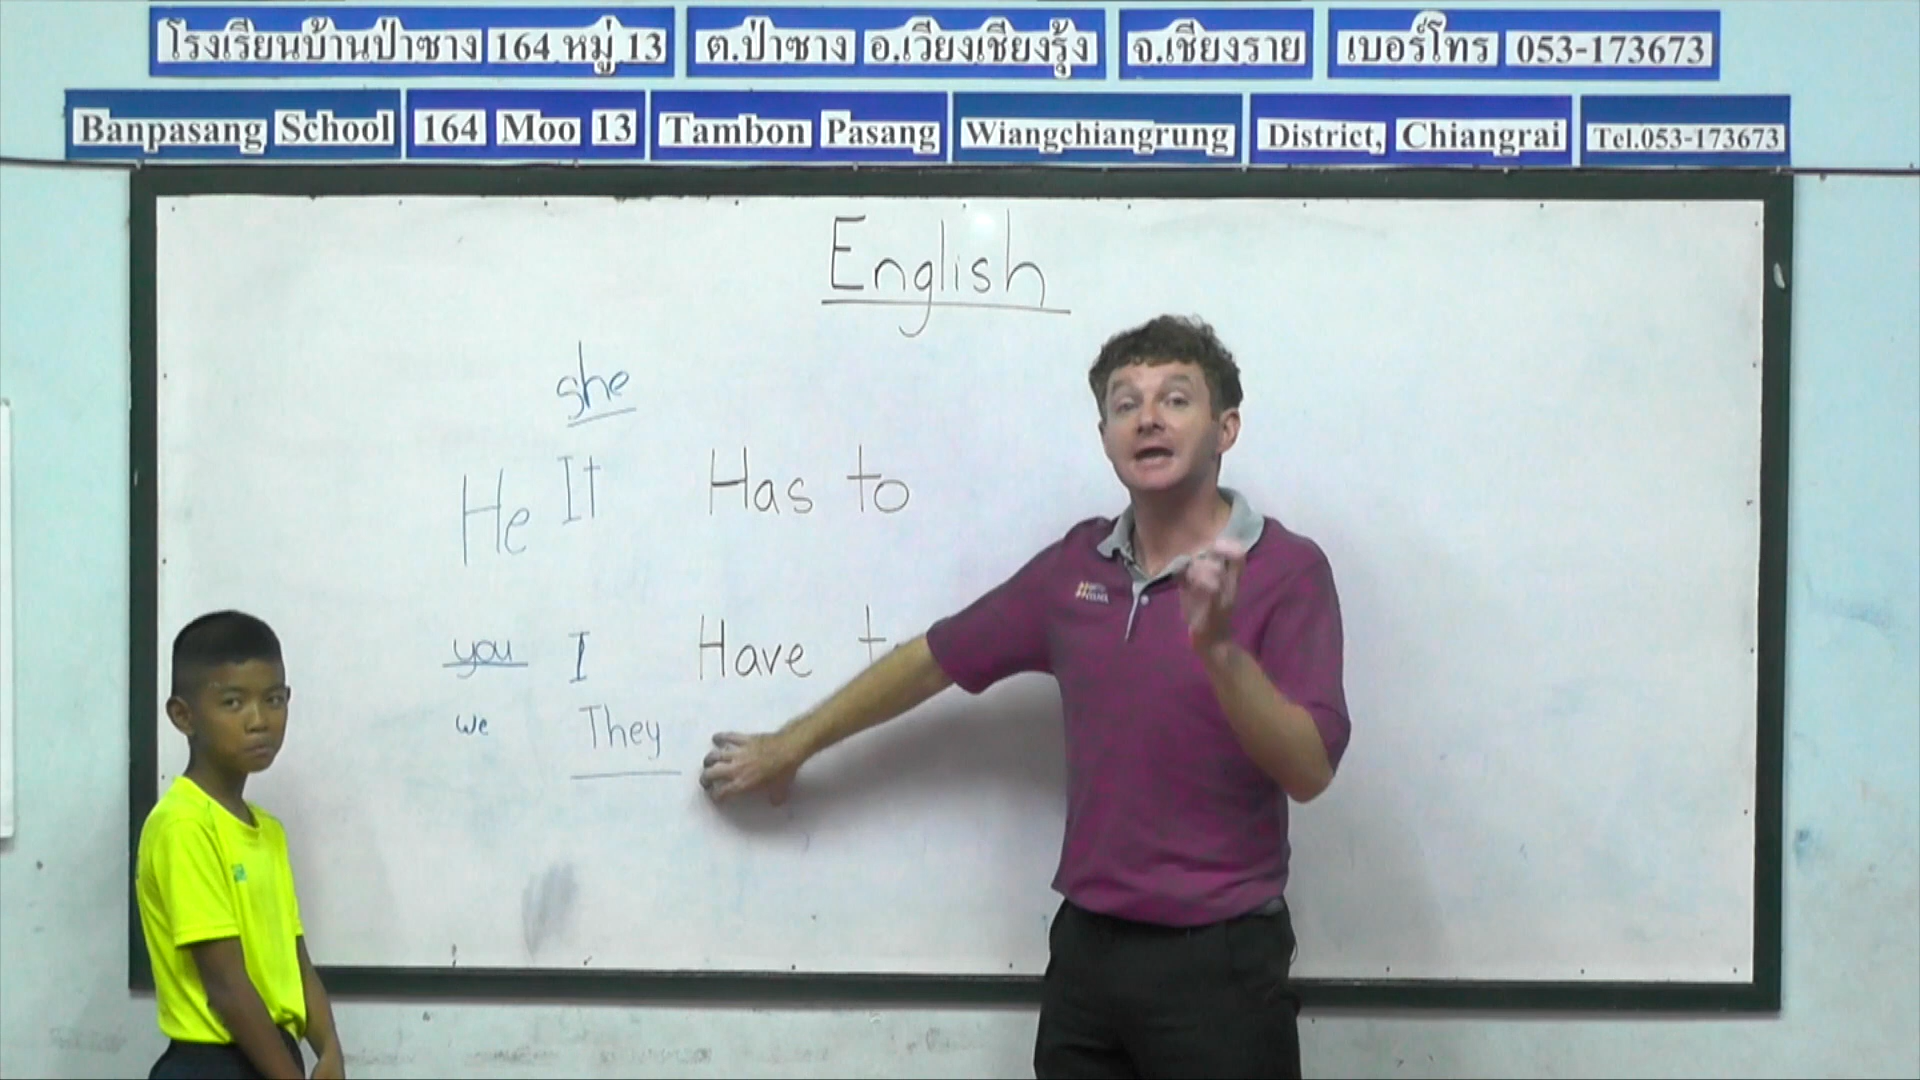 โรงเรียนบ้านป่าซาง 164 หมู่ 13 ต.ป่าซาง อ.เวียงเชียงรุ้ง จ.เชียงราย เบอร์โทร 053-173673
Banpasang School 164 Moo 13 Tambon Pasang Wiangchiangrung District, Chiangrai Tel.053-173673
English
she
He It Has to
you I Have
we They